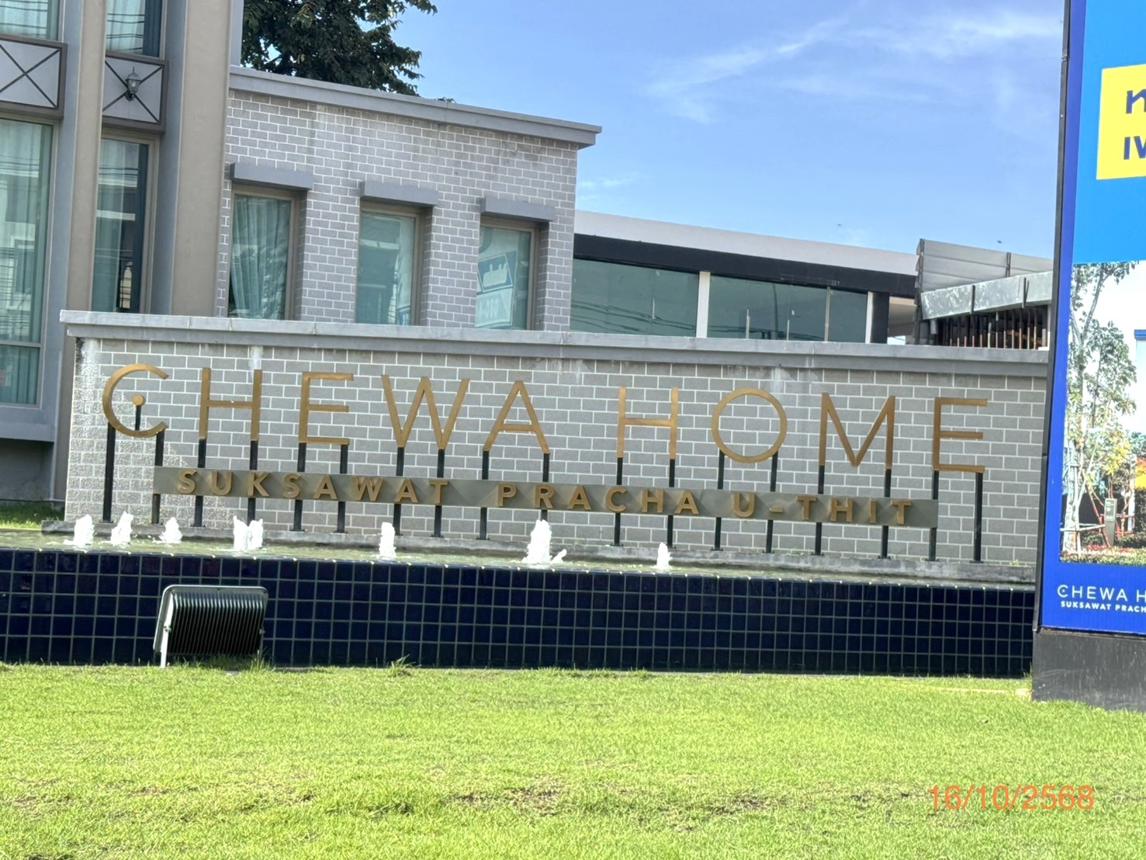 CHEWA HOME
SUKSAWAT PRACHA U-THIT
CHEWA H
SUKSAWAT PRACH
16/10/2568